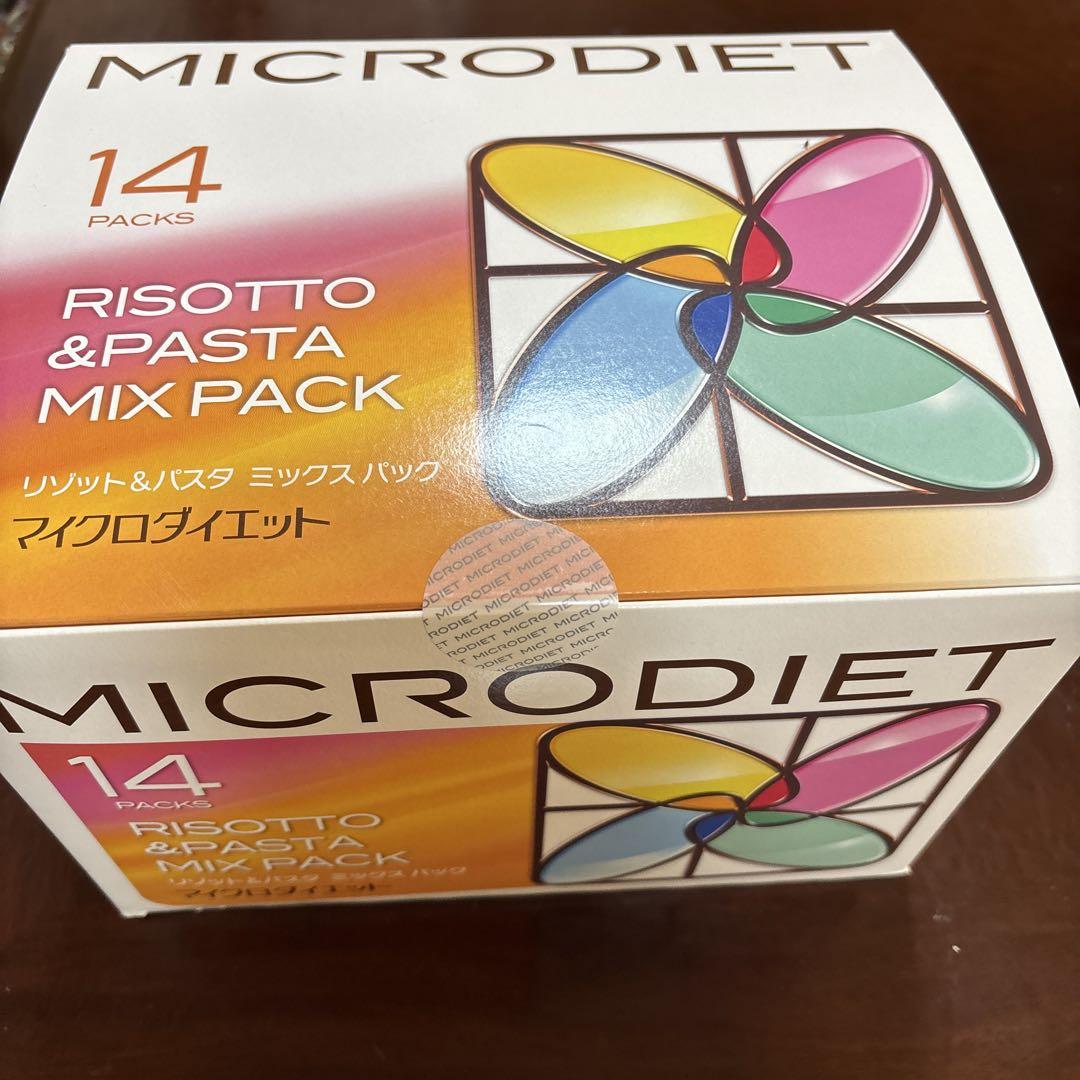 MICRODIET
14
PACKS
RISOTTO
&PASTA
MIX PACK
リゾット&パスタ ミックス パック
マイクロダイエット
MICRODIET
MICRODIET MICRODIET
MICRODIET MICRODIET
MICRODIET MICRODIET
MICRODIET
14
PACKS
RISOTTO
&PASTA
MIX PACK
リゾット&パスタ ミックス パック
マイクロダイエット